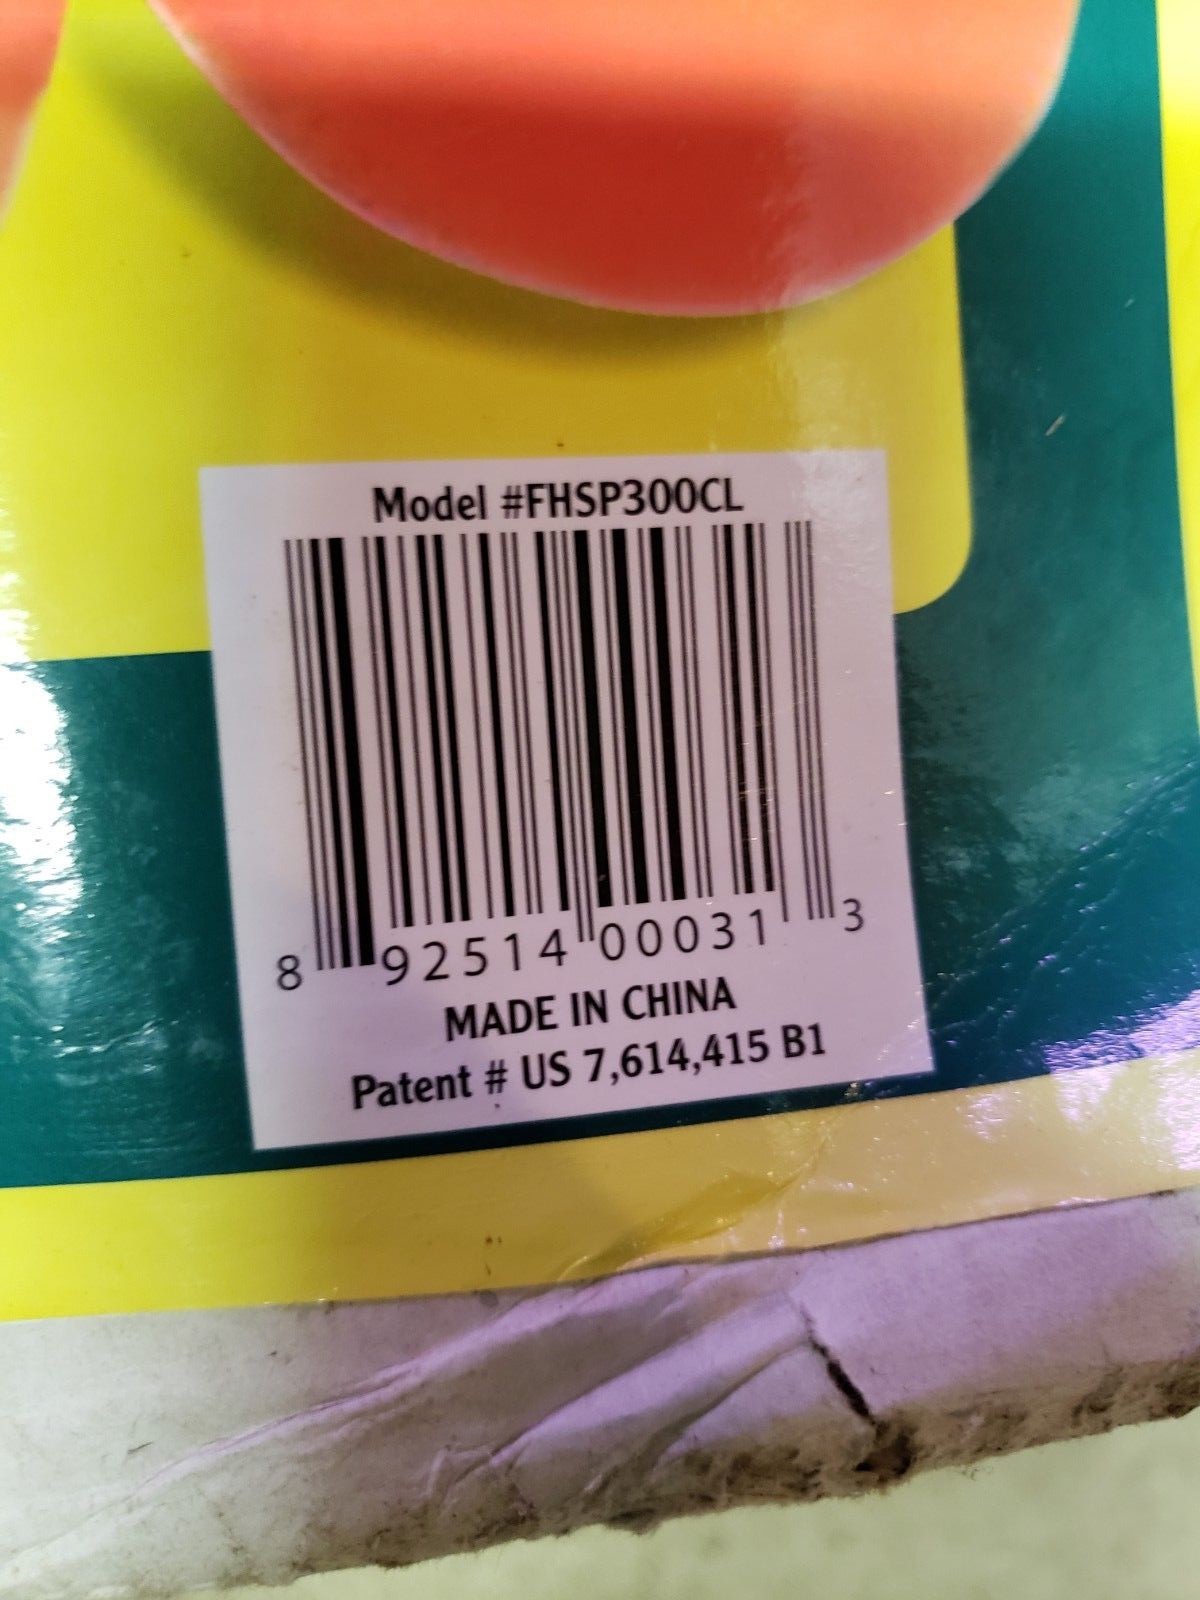 Model #FHSP300CL
8 92514 00031 3
MADE IN CHINA
Patent # US 7,614,415 B1